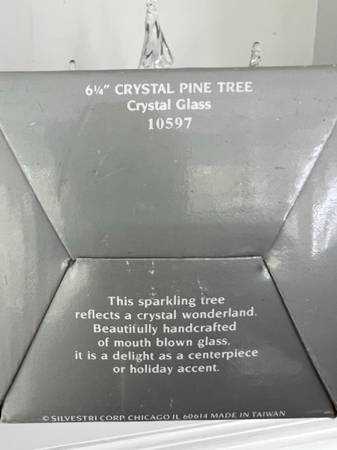 6¼” CRYSTAL PINE TREE
Crystal Glass
10597
This sparkling tree
reflects a crystal wonderland.
Beautifully handcrafted
of mouth blown glass,
it is a delight as a centerpiece
or holiday accent.
© SILVESTRI CORP. CHICAGO IL 60614 MADE IN TAIWAN